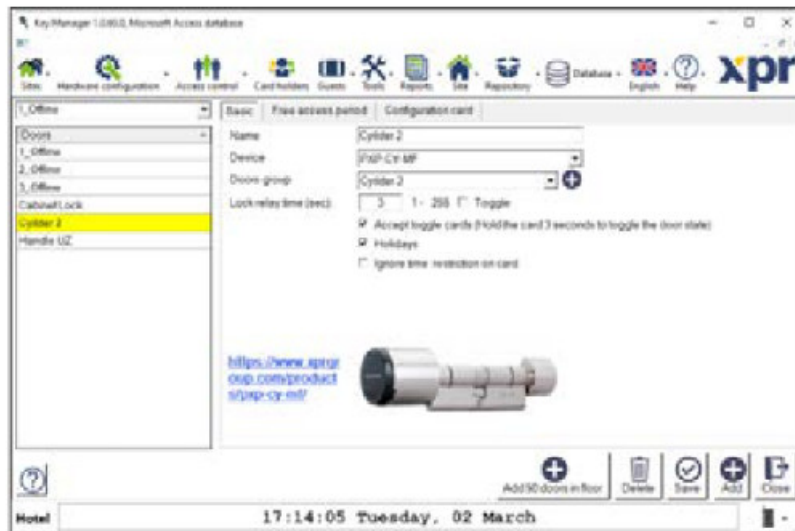 Key Manager 1.0.60.0, Microsoft Access database
Sites Hardware configuration Access control Card holders Guests Tools Reports Site Repository Database English Help xpr
1_Offline
Basic Free access period Configuration card
Doors
1_Offline
2_Offline
3_Offline
Cabinet Lock
Cylider 2
Handle UZ
Name Cylider 2
Device PXP-CY-MF
Doors group Cylider 2
Lock relay time (sec) 3 1 - 255 Toggle
Accept toggle cards (Hold the card 3 seconds to toggle the door state)
Holidays
Ignore time restriction on card
https://www.xprgr
oup.com/product
s/pxp-cy-mf/
Add 50 doors in floor Delete Save Add Close
Hotel 17:14:05 Tuesday, 02 March